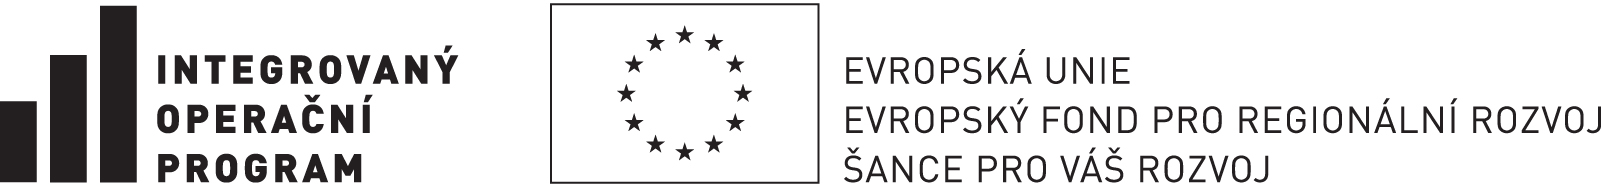 INTEGROVANÝ
OPERAČNÍ
PROGRAM
EVROPSKÁ UNIE
EVROPSKÝ FOND PRO REGIONÁLNÍ ROZVOJ
ŠANCE PRO VÁŠ ROZVOJ